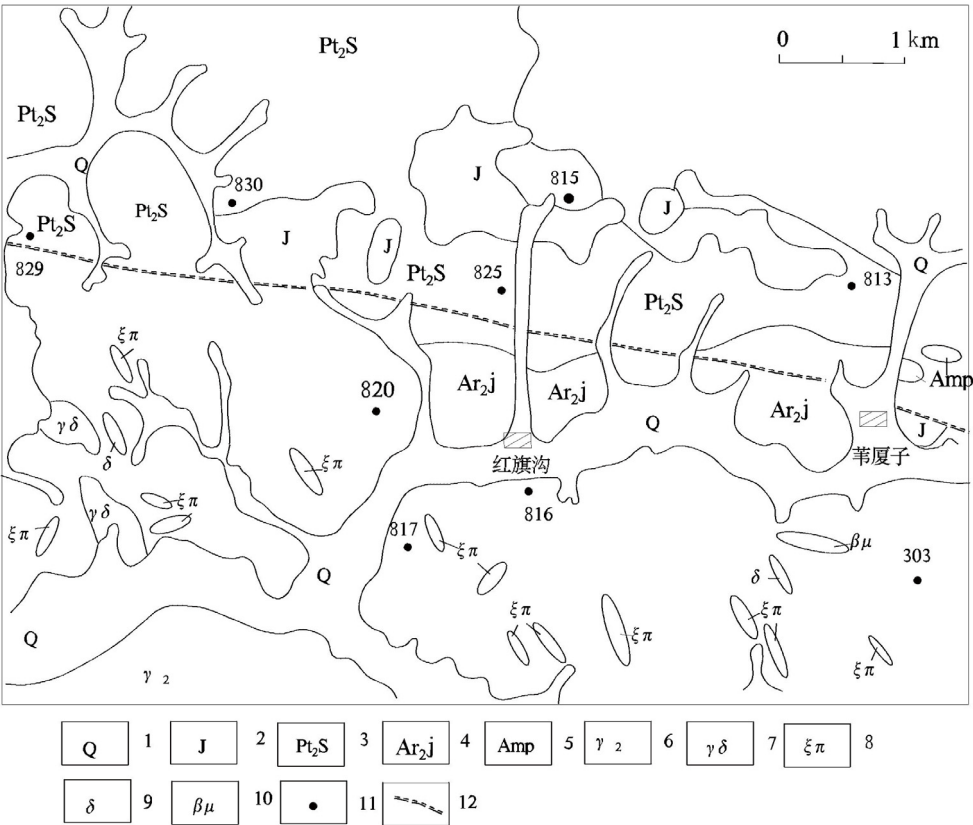 Pt₂S
0 1 km
Pt₂S
Q
830
J
815
Pt₂S
Pt₂S
J
J
J
829
Pt₂S
825
Pt₂S
813
Q
ξπ
Ar₂j
Ar₂j
820
Q
Ar₂j
Amp
J
γδ
δ
ξπ
红旗沟
苇厦子
ξπ
γδ
ξπ
817
816
ξπ
βμ
303
Q
δ
ξπ
ξπ
ξπ
ξπ
Q
γ₂
Q 1 J 2 Pt₂S 3 Ar₂j 4 Amp 5 γ₂ 6 γδ 7 ξπ 8
δ 9 βμ 10 11 12